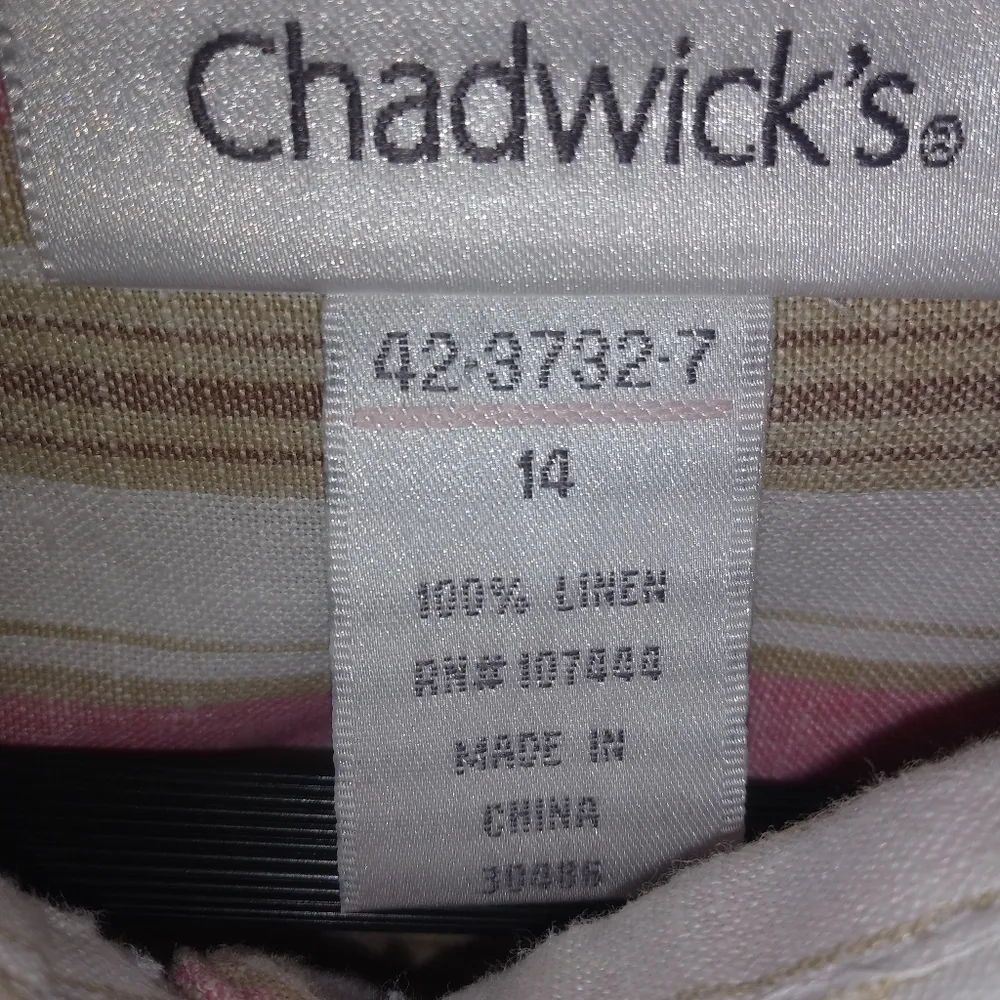 Chadwick's®
42-3732-7
14
100% LINEN
RN# 107444
MADE IN
CHINA
30486